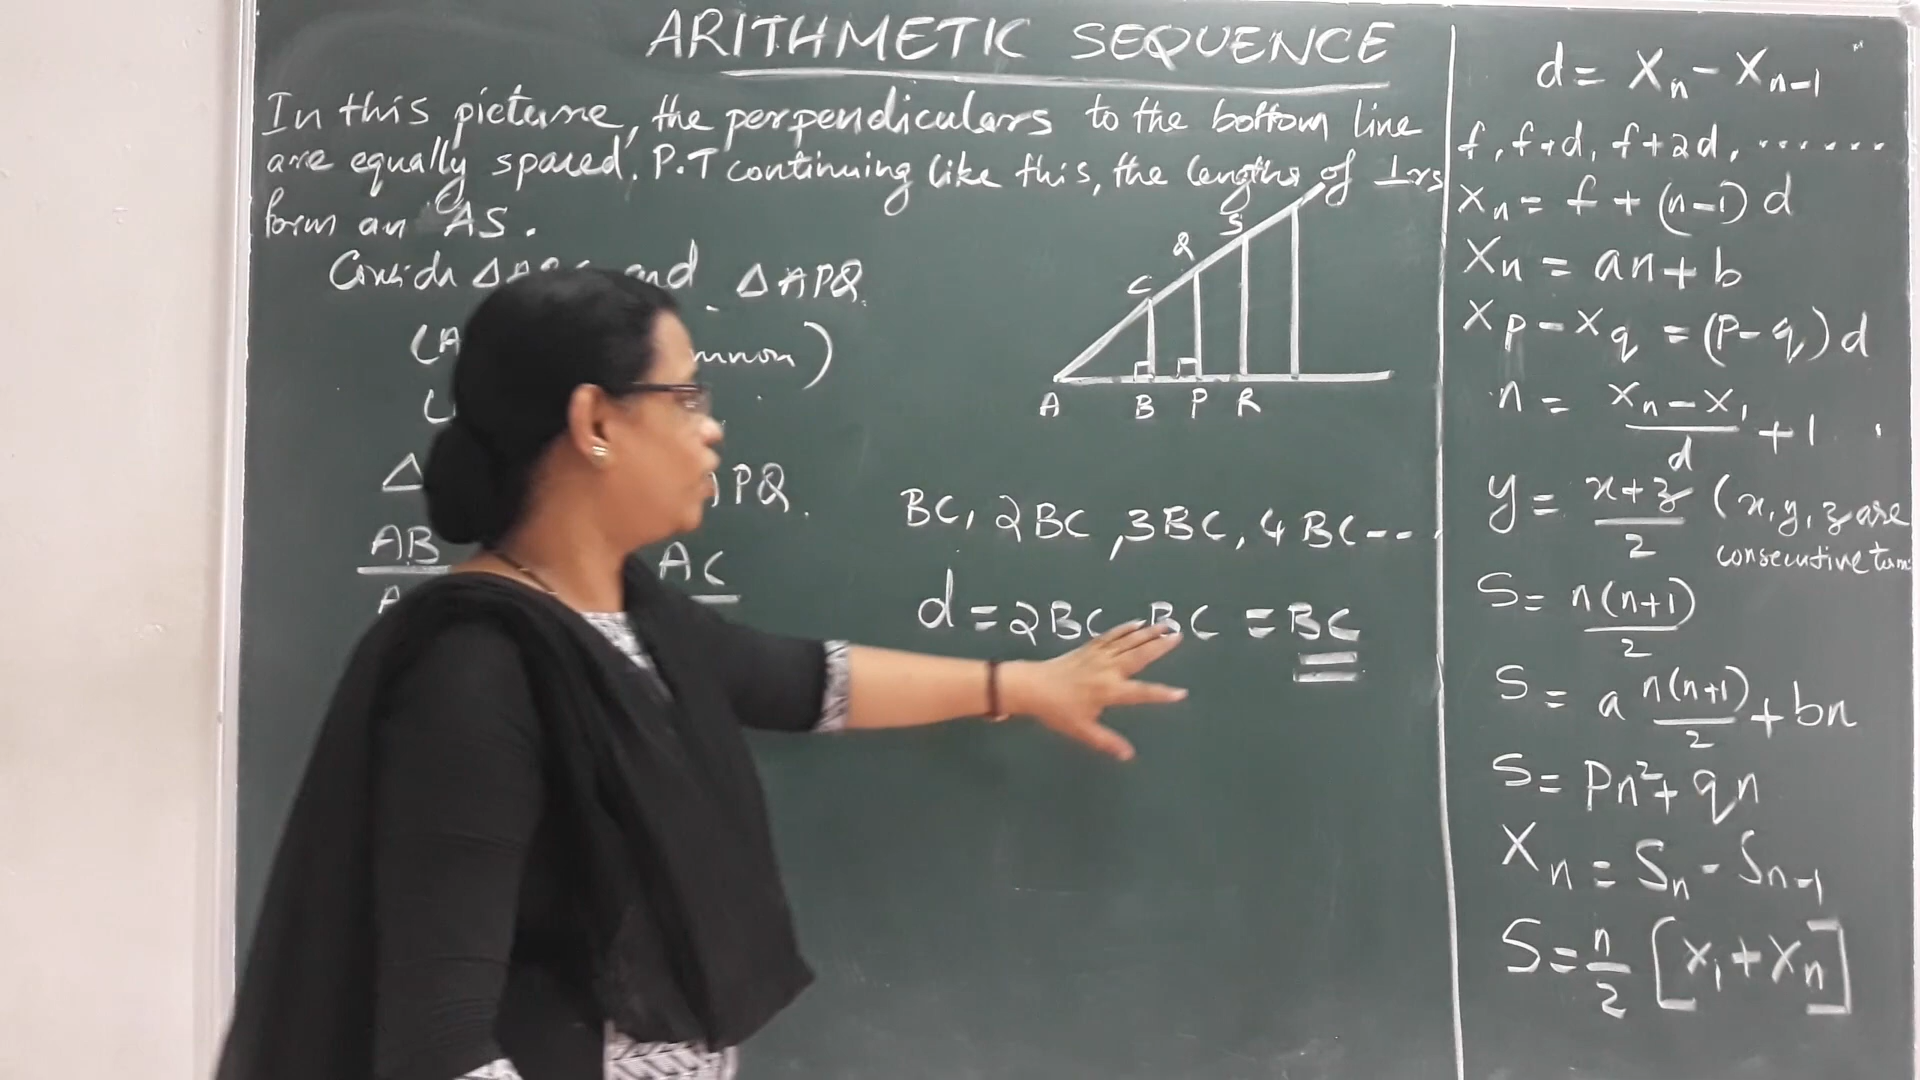 ARITHMETIC SEQUENCE
In this picture, the perpendiculars to the bottom line
are equally spaced. P.T continuing like this, the lengths of ⊥rs
form an AS.
Consider △ and △APQ.
)
△ APQ.
AB AC
A
A B P R
C Q S
BC, 2BC, 3BC, 4BC--..
d = 2BC - BC = BC
d = Xn - Xn-1
f, f+d, f+2d, ......
Xn = f + (n-1) d
Xn = an + b
Xp - Xq = (P-q) d
n = (Xn - X1)/d + 1
y = (x+z)/2 (x, y, z are
consecutive
S = n(n+1)/2
S = a n(n+1)/2 + bn
S = Pn² + qn
Xn = Sn - Sn-1
S = n/2 [X1 + Xn]